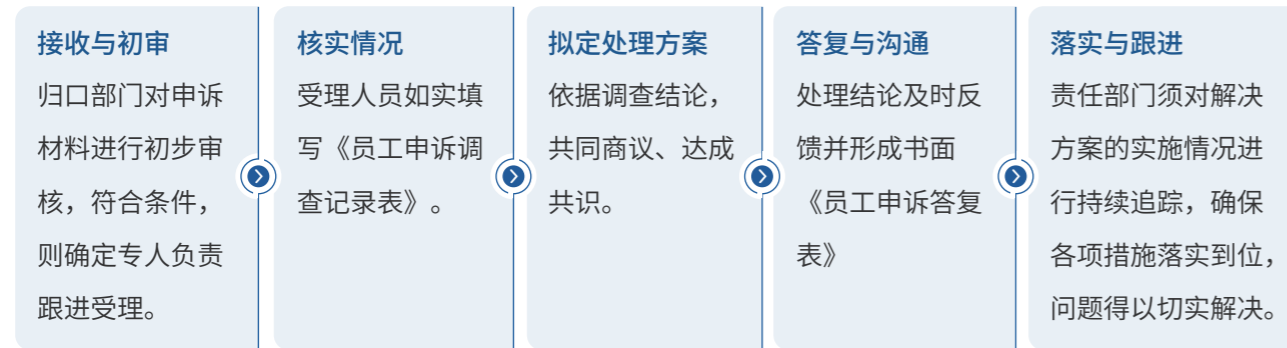 接收与初审
归口部门对申诉
材料进行初步审
核，符合条件，
则确定专人负责
跟进受理。
核实情况
受理人员如实填
写《员工申诉调
查记录表》。
拟定处理方案
依据调查结论，
共同商议、达成
共识。
答复与沟通
处理结论及时反
馈并形成书面
《员工申诉答复
表》
落实与跟进
责任部门须对解决
方案的实施情况进
行持续追踪，确保
各项措施落实到位，
问题得以切实解决。